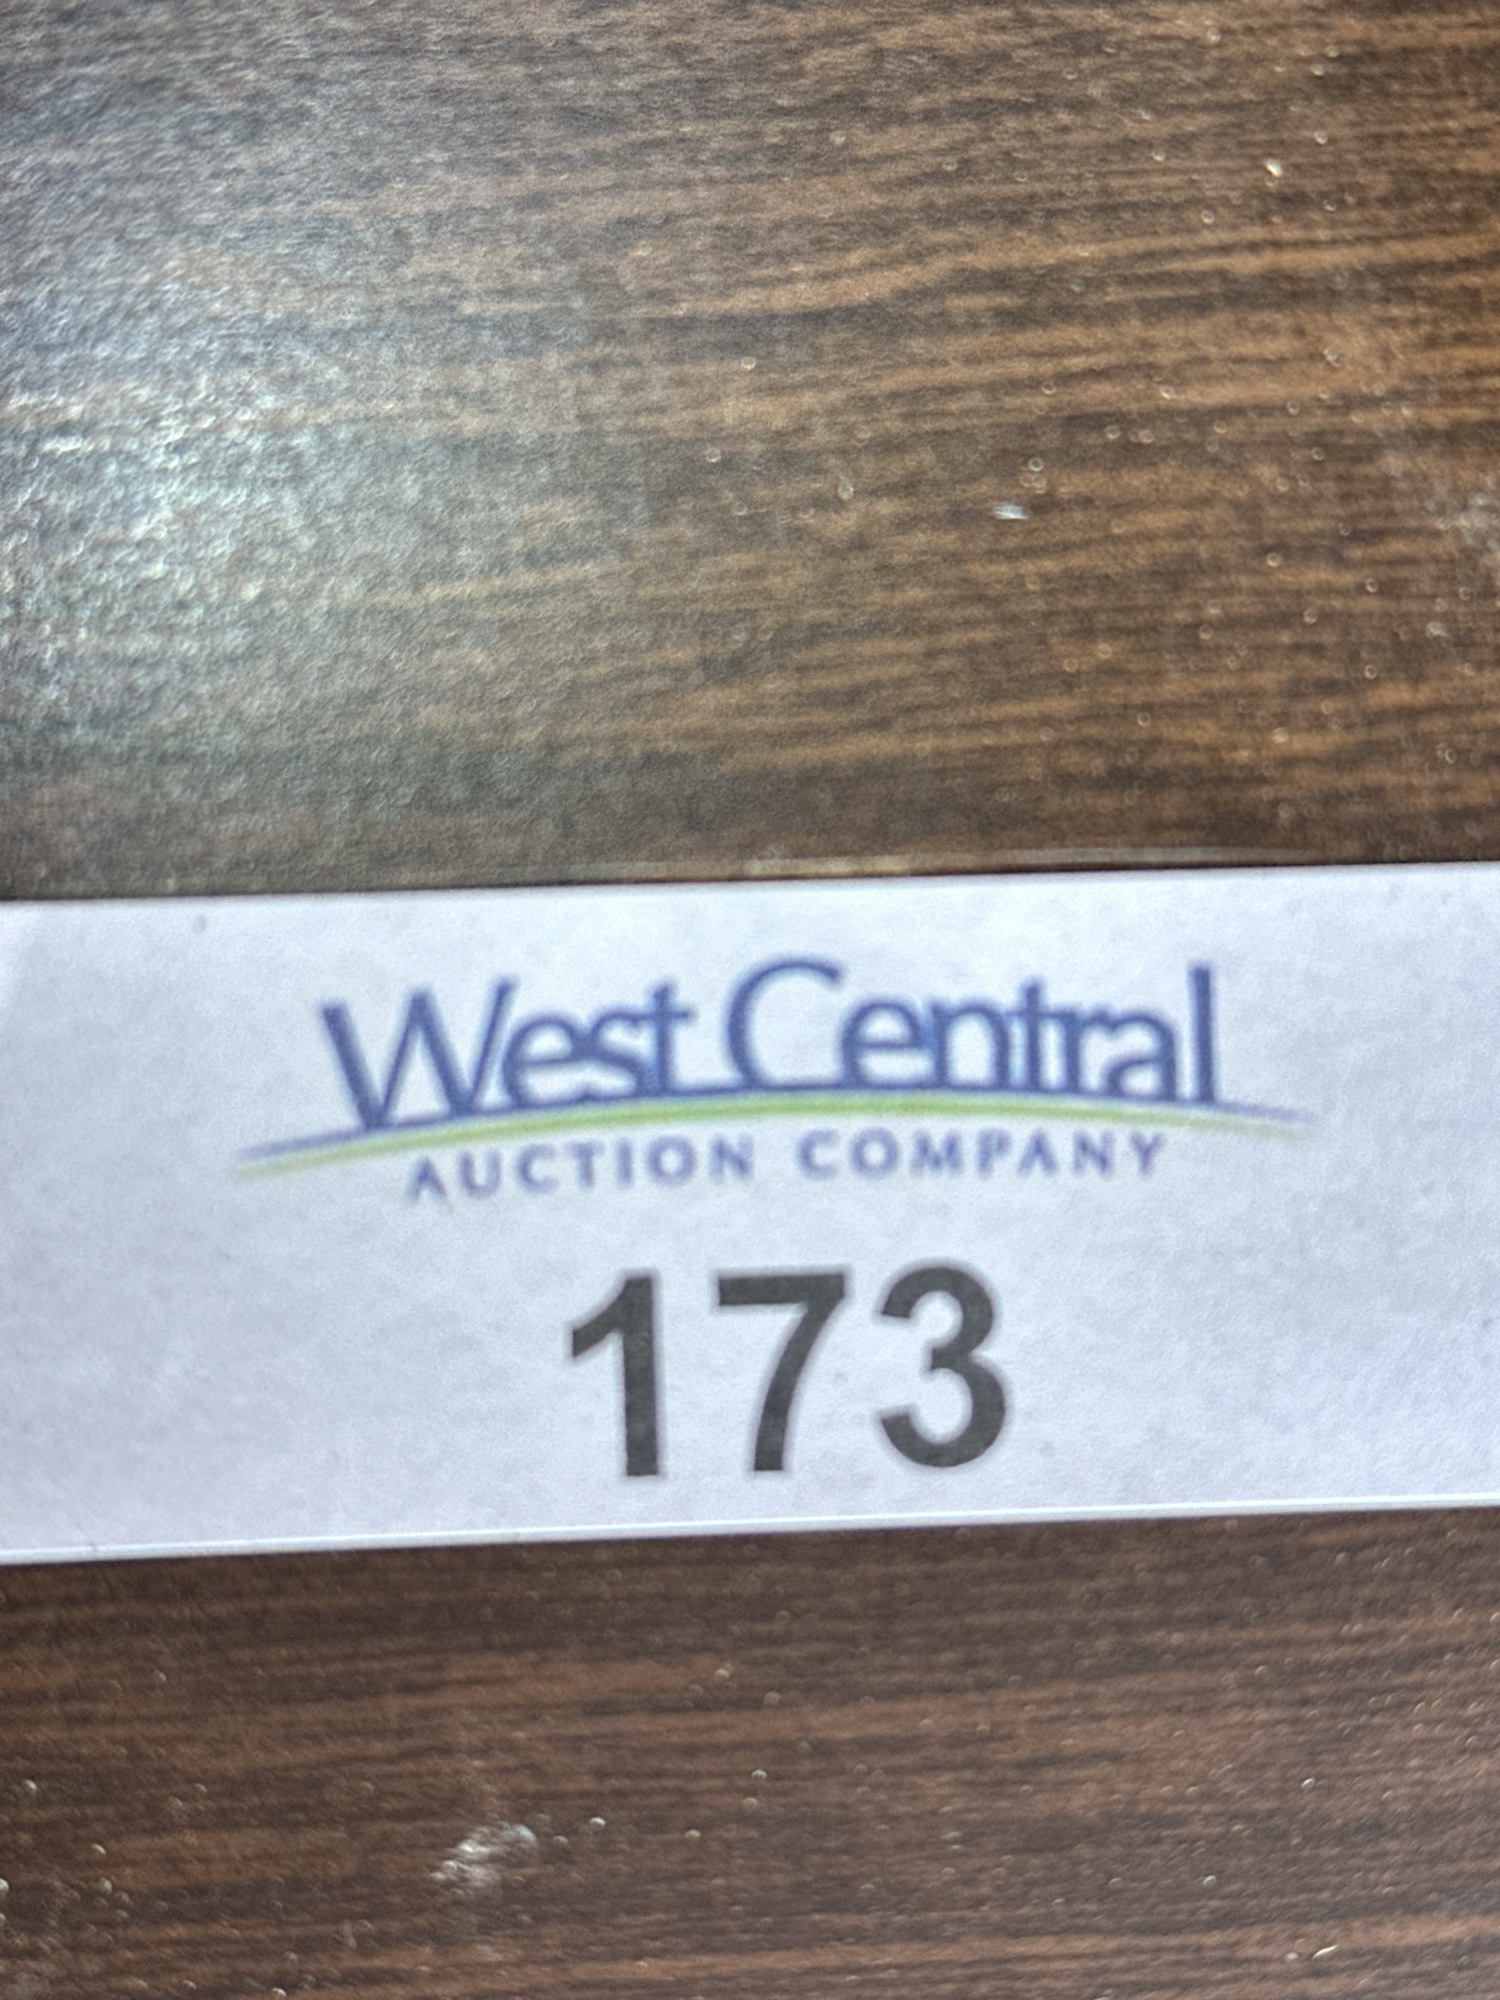 West Central
AUCTION COMPANY
173